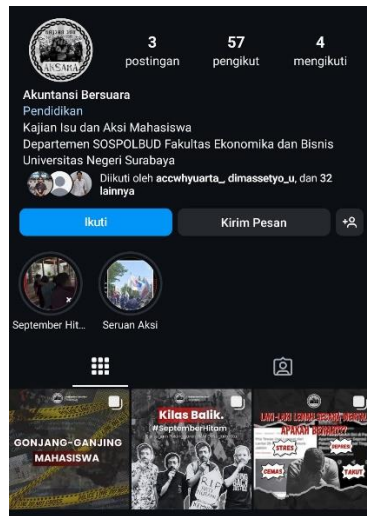 AKSARA
3
57
4
postingan
pengikut
mengikuti
Akuntansi Bersuara
Pendidikan
Kajian Isu dan Aksi Mahasiswa
Departemen SOSPOLBUD Fakultas Ekonomika dan Bisnis
Universitas Negeri Surabaya
Diikuti oleh accwhyuarta_, dimassetyo_u, dan 32
lainnya
Ikuti
Kirim Pesan
September Hit...
Seruan Aksi
GONJANG-GANJING
MAHASISWA
Kilas Balik.
#SeptemberHitam
R.I.P
LAKI-LAKI LEMAH SECARA MENTAL
APAKAH BERARTI?
STRES
DEPRESI
CEMAS
TAKUT